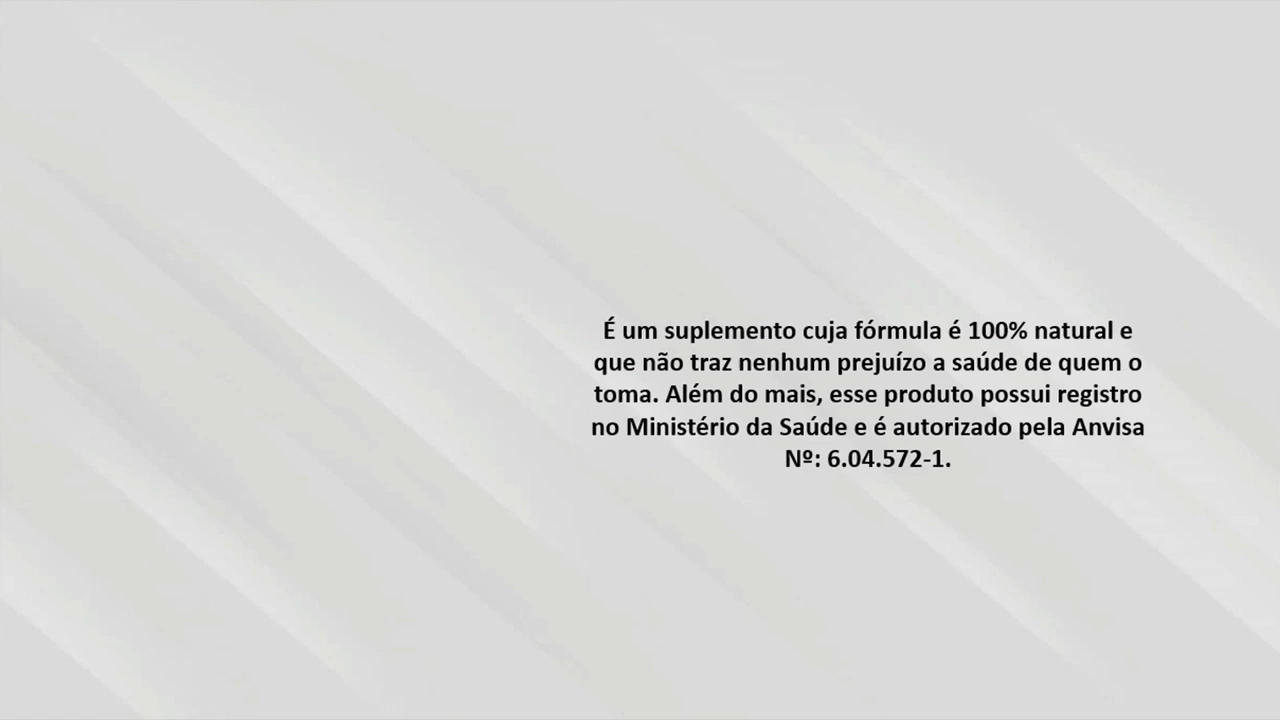 É um suplemento cuja fórmula é 100% natural e
que não traz nenhum prejuízo a saúde de quem o
toma. Além do mais, esse produto possui registro
no Ministério da Saúde e é autorizado pela Anvisa
Nº: 6.04.572-1.